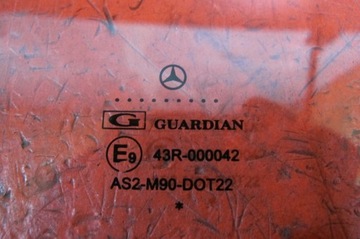 G GUARDIAN
E9 43R-000042
AS2-M90-DOT22
*